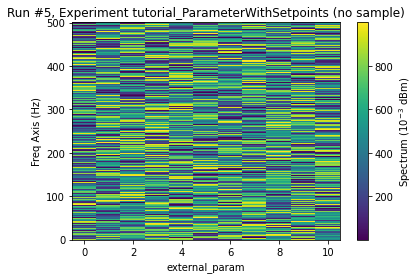 Run #5, Experiment tutorial_ParameterWithSetpoints (no sample)
500
400
300
200
100
0
Freq Axis (Hz)
0 2 4 6 8 10
external_param
800
600
400
200
Spectrum (10⁻³ dBm)